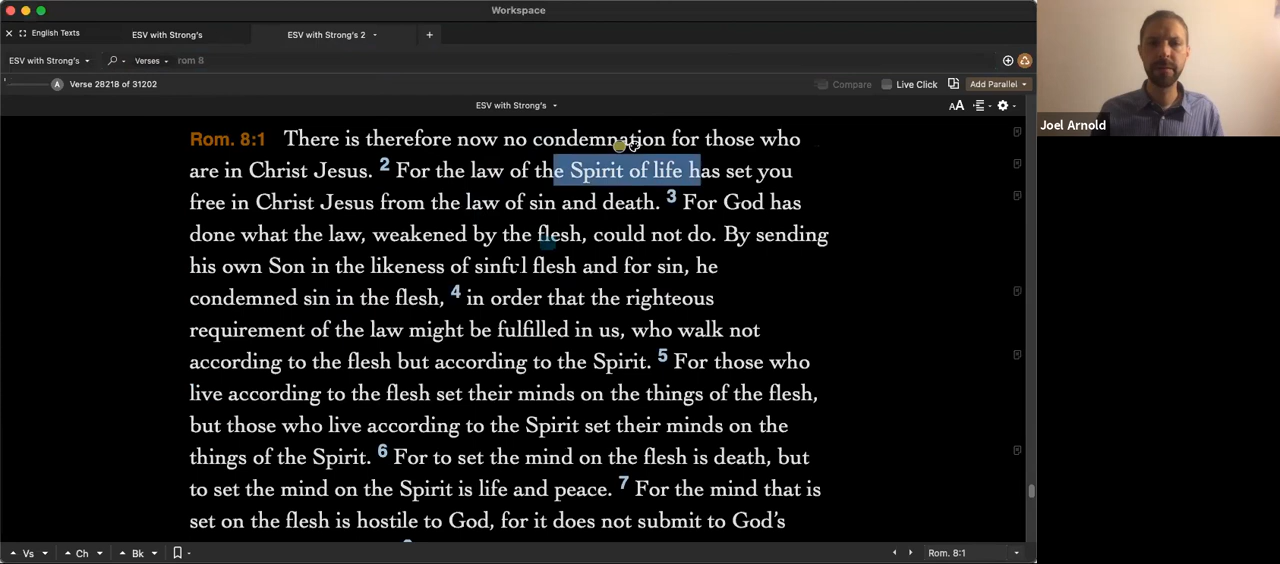 Workspace
English Texts
ESV with Strong's
ESV with Strong's 2
+
ESV with Strong's
Verses
rom 8
A
Verse 28218 of 31202
Compare
Live Click
Add Parallel
ESV with Strong's
AA
Rom. 8:1 There is therefore now no condemnation for those who
are in Christ Jesus. 2 For the law of the Spirit of life has set you
free in Christ Jesus from the law of sin and death. 3 For God has
done what the law, weakened by the flesh, could not do. By sending
his own Son in the likeness of sinful flesh and for sin, he
condemned sin in the flesh, 4 in order that the righteous
requirement of the law might be fulfilled in us, who walk not
according to the flesh but according to the Spirit. 5 For those who
live according to the flesh set their minds on the things of the flesh,
but those who live according to the Spirit set their minds on the
things of the Spirit. 6 For to set the mind on the flesh is death, but
to set the mind on the Spirit is life and peace. 7 For the mind that is
set on the flesh is hostile to God, for it does not submit to God's
Vs
Ch
Bk
Rom. 8:1
Joel Arnold